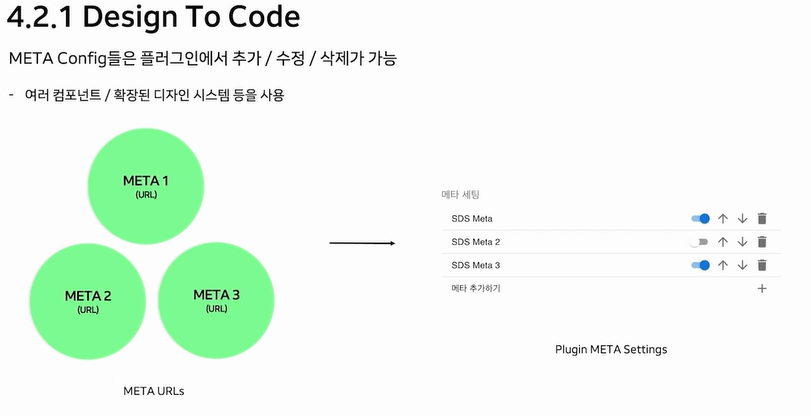 4.2.1 Design To Code
META Config들은 플러그인에서 추가 / 수정 / 삭제가 가능
- 여러 컴포넌트 / 확장된 디자인 시스템 등을 사용
META 1
(URL)
META 2
(URL)
META 3
(URL)
META URLs
메타 세팅
SDS Meta
SDS Meta 2
SDS Meta 3
메타 추가하기
Plugin META Settings